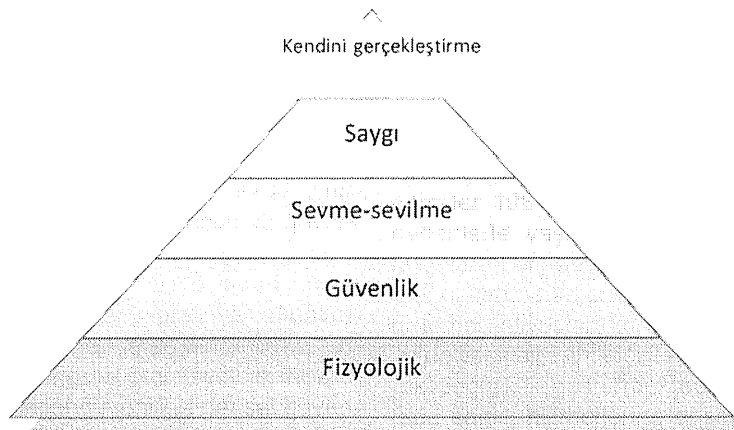 Kendini gerçekleştirme
Saygı
Sevme-sevilme
Güvenlik
Fizyolojik